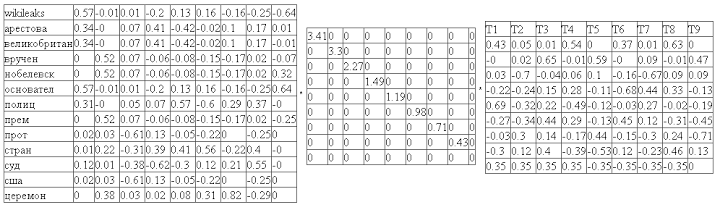 wikileaks 0.57 -0.01 0.01 -0.2 0.13 0.16 -0.16 -0.25 -0.64
арестова 0.34 -0 0.07 0.41 -0.42 -0.02 0.1 0.17 0.01
великобритан 0.34 -0 0.07 0.41 -0.42 -0.02 0.1 0.17 -0.01
вручен 0 0.52 0.07 -0.06 -0.08 -0.15 -0.17 0.02 -0.07
нобелевск 0 0.52 0.07 -0.06 -0.08 -0.15 -0.17 0.02 0.32
основател 0.57 -0.01 0.01 -0.2 0.13 0.16 -0.16 -0.25 0.64
полиц 0.31 -0 0.05 0.07 0.57 -0.6 0.29 0.37 -0
прем 0 0.52 0.07 -0.06 -0.08 -0.15 -0.17 0.02 -0.25
прот 0.02 0.03 -0.61 0.13 -0.05 -0.22 0 -0.25 0
стран 0.01 0.22 -0.31 0.39 0.41 0.56 -0.22 0.4 -0
суд 0.12 0.01 -0.38 -0.62 -0.3 0.12 0.21 0.55 -0
сша 0.02 0.03 -0.61 0.13 -0.05 -0.22 0 -0.25 0
церемон 0 0.38 0.03 0.02 0.08 0.31 0.82 -0.29 0
*
3.41 0 0 0 0 0 0 0 0
0 3.3 0 0 0 0 0 0 0
0 0 2.27 0 0 0 0 0 0
0 0 0 1.49 0 0 0 0 0
0 0 0 0 1.19 0 0 0 0
0 0 0 0 0 0.98 0 0 0
0 0 0 0 0 0 0.71 0 0
0 0 0 0 0 0 0 0.43 0
0 0 0 0 0 0 0 0 0
*
T1 T2 T3 T4 T5 T6 T7 T8 T9
0.43 0.05 0.01 0.54 0 0.37 0.01 0.63 0
-0 0.02 0.65 -0.01 0.59 -0 0.09 -0.01 0.47
0.03 -0.7 -0.04 0.06 0.1 -0.16 -0.67 0.09 0.09
-0.22 -0.24 0.15 0.28 -0.11 -0.68 0.44 0.33 -0.13
0.69 -0.32 0.22 -0.49 -0.12 -0.03 0.27 -0.02 -0.19
-0.27 -0.34 0.44 0.29 -0.13 0.45 0.12 -0.31 -0.45
-0.03 0.3 0.14 -0.17 0.44 -0.15 -0.3 0.24 -0.71
-0.3 0.12 0.4 -0.39 -0.53 0.12 -0.23 0.46 0.13
0.35 0.35 0.35 0.35 -0.35 -0.35 -0.35 -0.35 -0.35